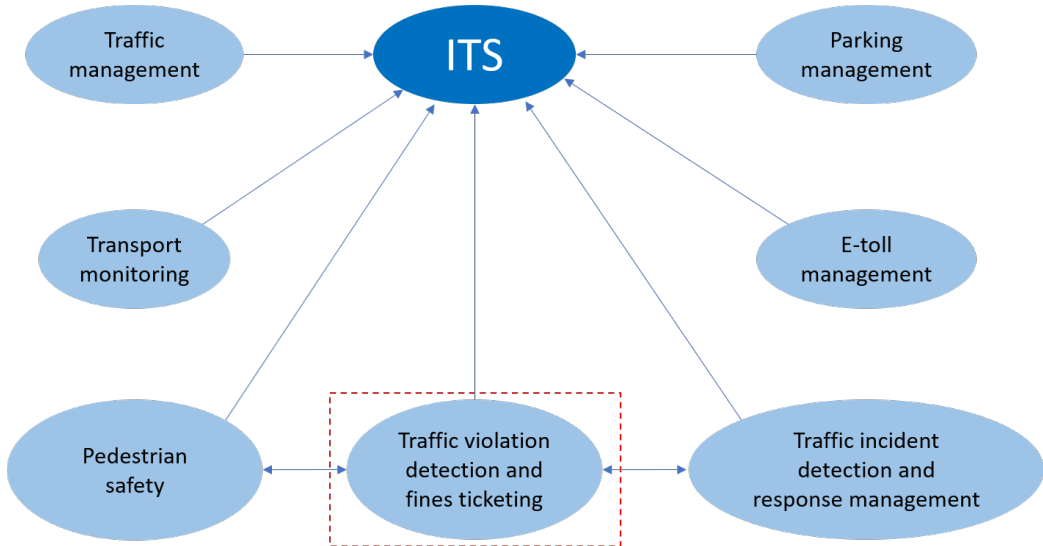 Traffic
management
ITS
Parking
management
Transport
monitoring
E-toll
management
Pedestrian
safety
Traffic violation
detection and
fines ticketing
Traffic incident
detection and
response management